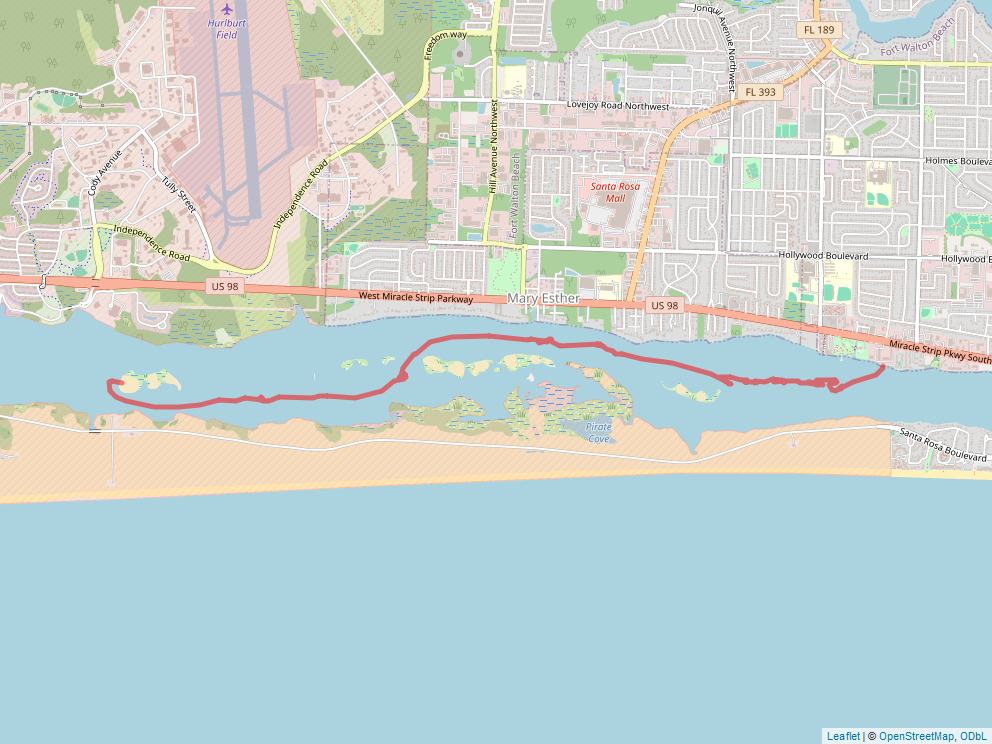 Jonquil Avenue Northwest
Hurlburt
Field
Freedom way
FL 189
Fort Walton Beach
FL 393
Lovejoy Road Northwest
Hill Avenue Northwest
Cody Avenue
Tully Street
Independence Road
Fort Walton Beach
Santa Rosa
Mall
Holmes Bouleva
Independence Road
Hollywood Boulevard
Hollywood B
US 98
West Miracle Strip Parkway
Mary Esther
US 98
Miracle Strip Pkwy South
Pirate
Cove
Santa Rosa Boulevard
Leaflet | © OpenStreetMap, ODbL